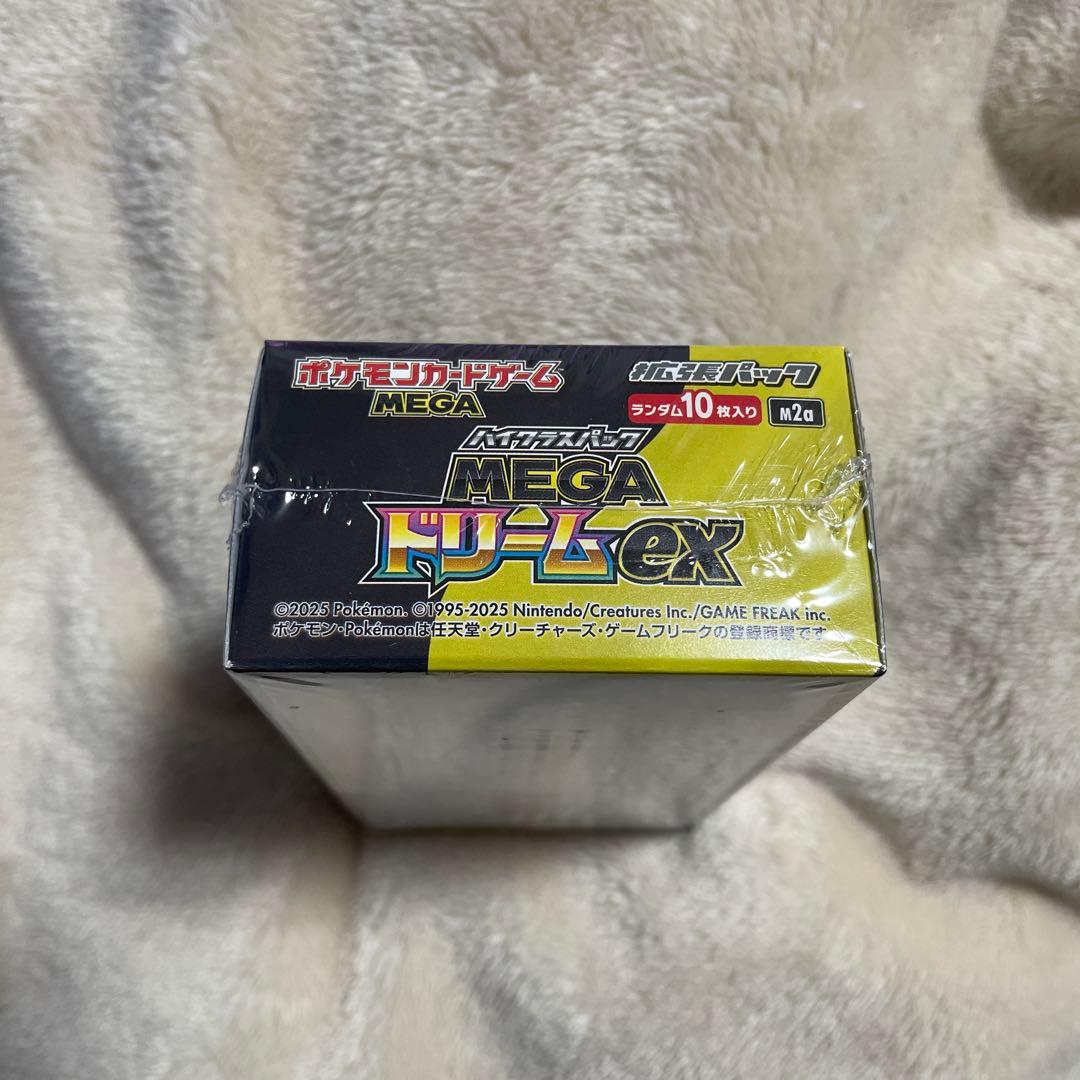 ポケモンカードゲーム
MEGA
拡張パック
ランダム10枚入り
M2a
ハイクラスパック
MEGA
ドリームex
©2025 Pokémon. ©1995-2025 Nintendo/Creatures Inc./GAME FREAK inc.
ポケモン・Pokémonは任天堂・クリーチャーズ・ゲームフリークの登録商標です